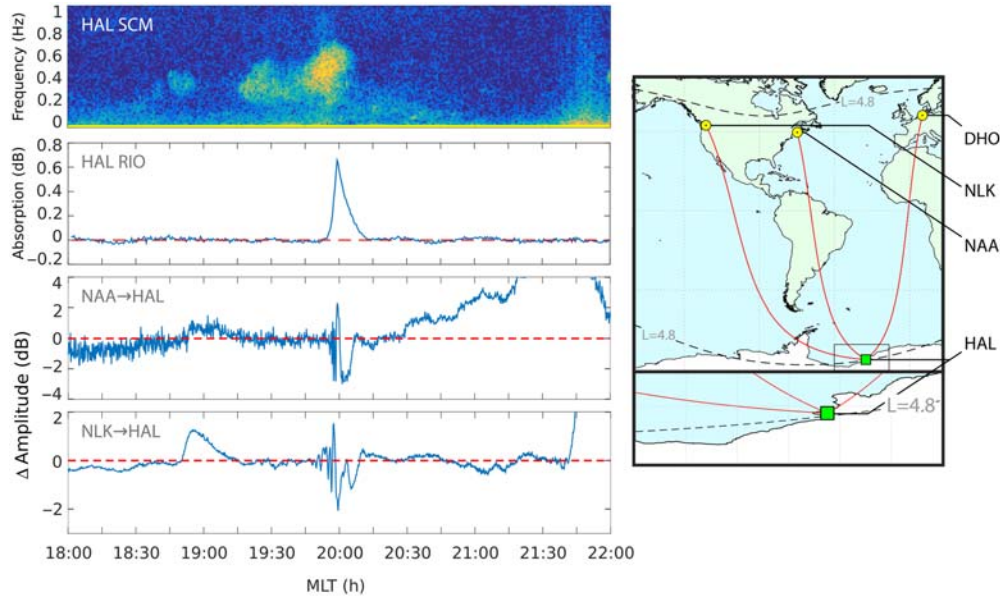 HAL SCM
Frequency (Hz)
1
0.8
0.6
0.4
0.2
0
HAL RIO
Absorption (dB)
0.8
0.6
0.4
0.2
0
−0.2
NAA→HAL
4
2
0
−2
−4
NLK→HAL
Δ Amplitude (dB)
2
0
−2
18:00 18:30 19:00 19:30 20:00 20:30 21:00 21:30 22:00
MLT (h)
L=4.8
DHO
NLK
NAA
L=4.8
HAL
L=4.8